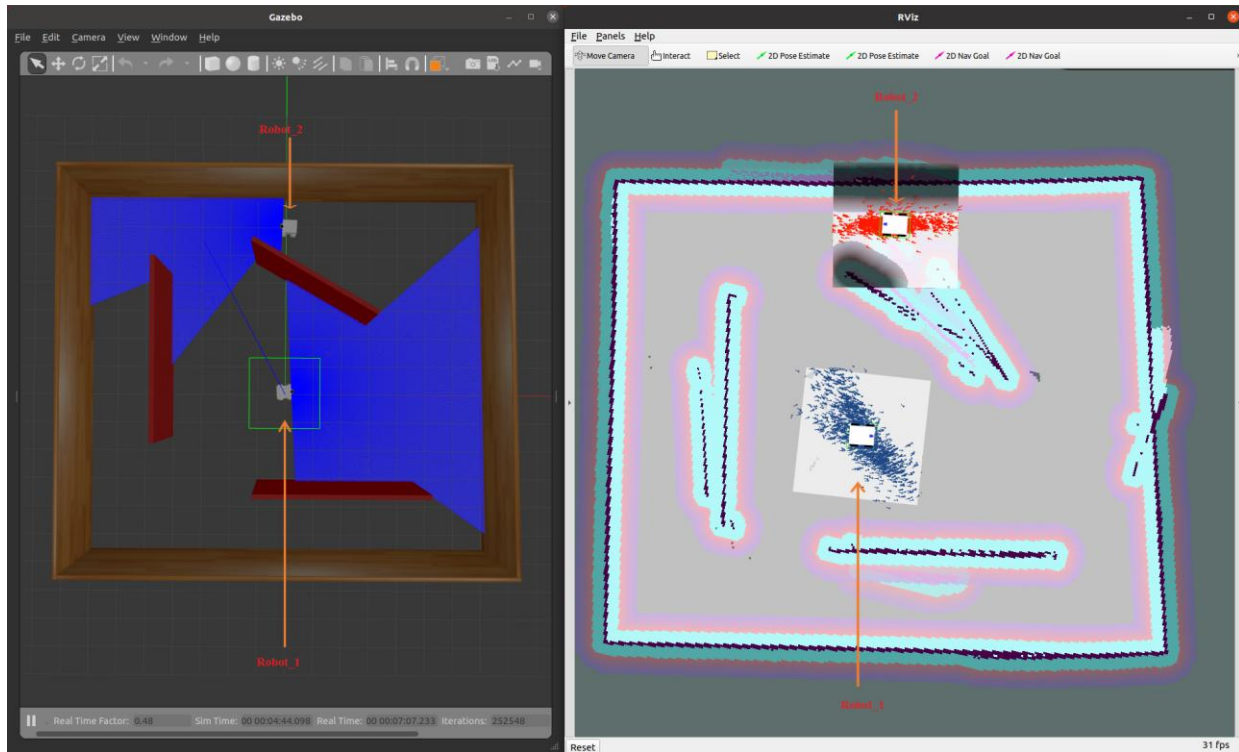 Gazebo
File Edit Camera View Window Help
Robot_2
Robot_1
Real Time Factor: 0.48 Sim Time: 00 00:04:44.098 Real Time: 00 00:07:07.233 Iterations: 252548
RViz
File Panels Help
Move Camera Interact Select 2D Pose Estimate 2D Pose Estimate 2D Nav Goal 2D Nav Goal
Robot_2
Robot_1
Reset 31 fps